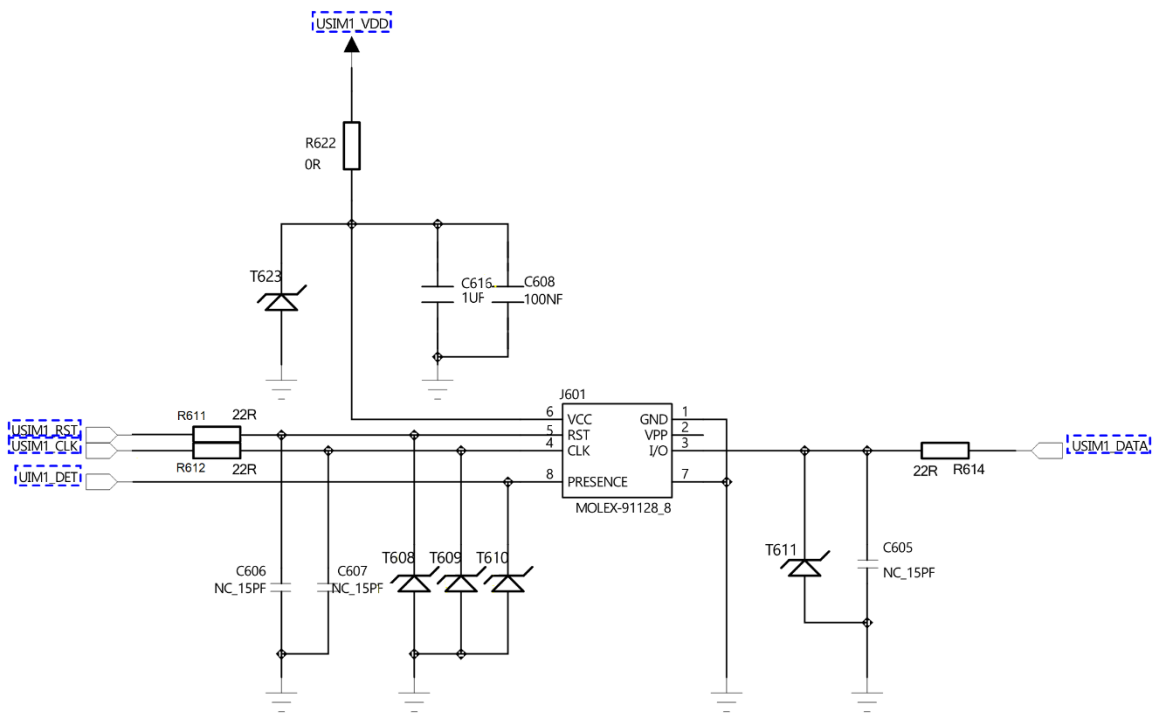 USIM1_VDD
R622
0R
T623
C616
1UF
C608
100NF
J601
R611
22R
USIM1_RST
USIM1_CLK
R612
22R
UIM1_DET
6
VCC
GND
1
5
RST
VPP
2
4
CLK
I/O
3
8
PRESENCE
7
MOLEX-91128_8
USIM1_DATA
22R
R614
C606
NC_15PF
C607
NC_15PF
T608
T609
T610
T611
C605
NC_15PF